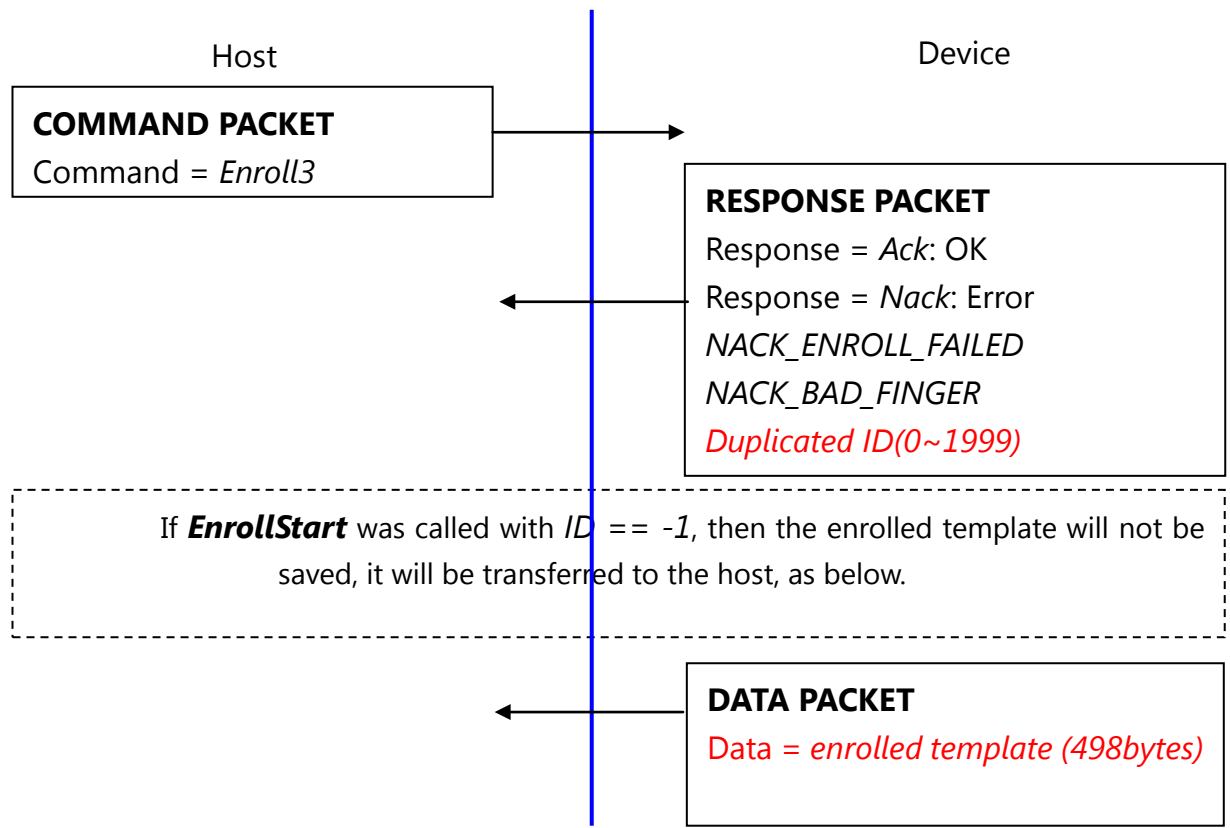 Host
Device
COMMAND PACKET
Command = Enroll3
RESPONSE PACKET
Response = Ack: OK
Response = Nack: Error
NACK_ENROLL_FAILED
NACK_BAD_FINGER
Duplicated ID(0~1999)
If EnrollStart was called with ID == -1, then the enrolled template will not be
saved, it will be transferred to the host, as below.
DATA PACKET
Data = enrolled template (498bytes)